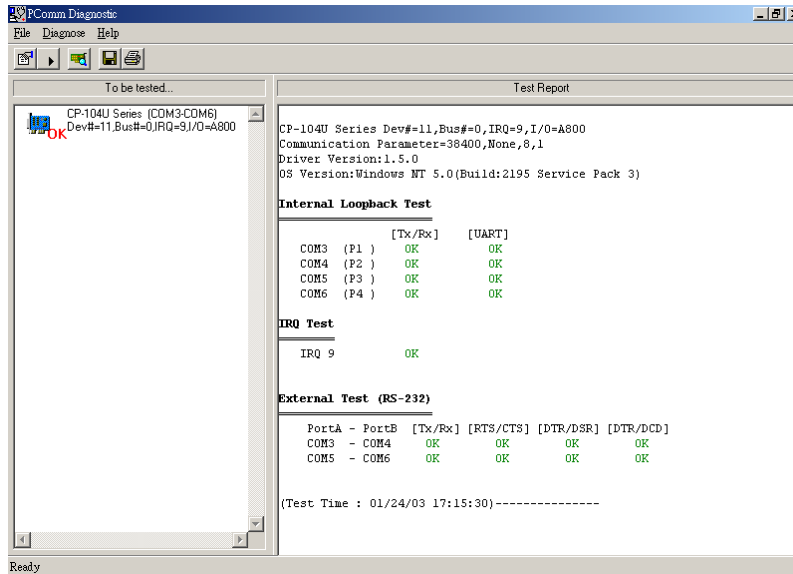 PComm Diagnostic
File Diagnose Help
To be tested...
Test Report
CP-104U Series (COM3-COM6)
Dev#=11,Bus#=0,IRQ=9,I/O=A800
OK
CP-104U Series Dev#=11,Bus#=0,IRQ=9,I/O=A800
Communication Parameter=38400,None,8,1
Driver Version:1.5.0
OS Version:Windows NT 5.0(Build:2195 Service Pack 3)
Internal Loopback Test
[Tx/Rx] [UART]
COM3 (P1 ) OK OK
COM4 (P2 ) OK OK
COM5 (P3 ) OK OK
COM6 (P4 ) OK OK
IRQ Test
IRQ 9 OK
External Test (RS-232)
PortA - PortB [Tx/Rx] [RTS/CTS] [DTR/DSR] [DTR/DCD]
COM3 - COM4 OK OK OK OK
COM5 - COM6 OK OK OK OK
(Test Time : 01/24/03 17:15:30)---------------
Ready